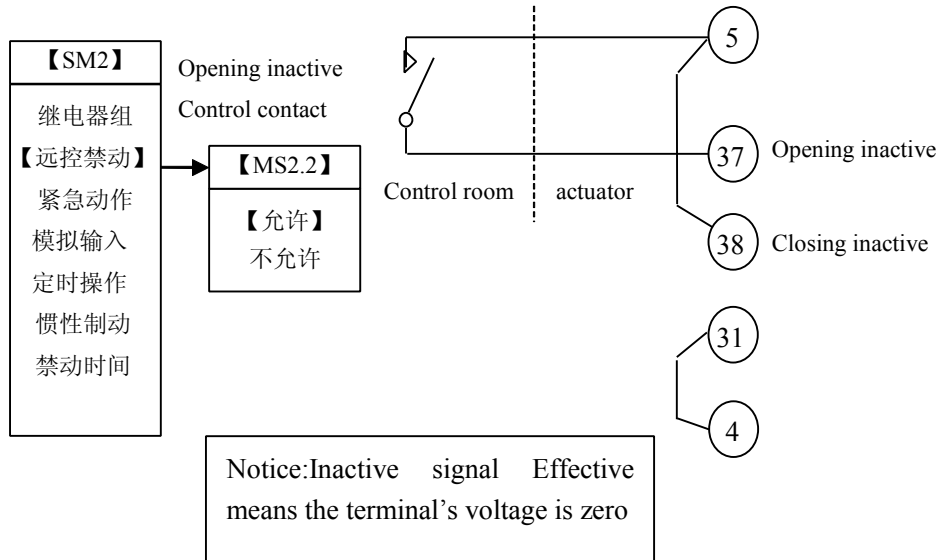 【SM2】
继电器组
【远控禁动】
紧急动作
模拟输入
定时操作
惯性制动
禁动时间
Opening inactive
Control contact
【MS2.2】
【允许】
不允许
Control room
actuator
5
37
Opening inactive
38
Closing inactive
31
4
Notice:Inactive signal Effective
means the terminal’s voltage is zero